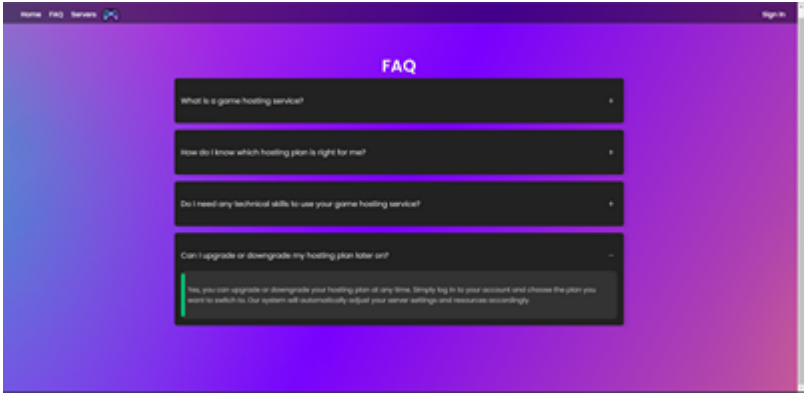 Home FAQ Servers
Sign In
FAQ
What is a game hosting service? +
How do I know which hosting plan is right for me? +
Do I need any technical skills to use your game hosting service? +
Can I upgrade or downgrade my hosting plan later on? −
Yes, you can upgrade or downgrade your hosting plan at any time. Simply log in to your account and choose the plan you
want to switch to. Our system will automatically adjust your server settings and resources accordingly.